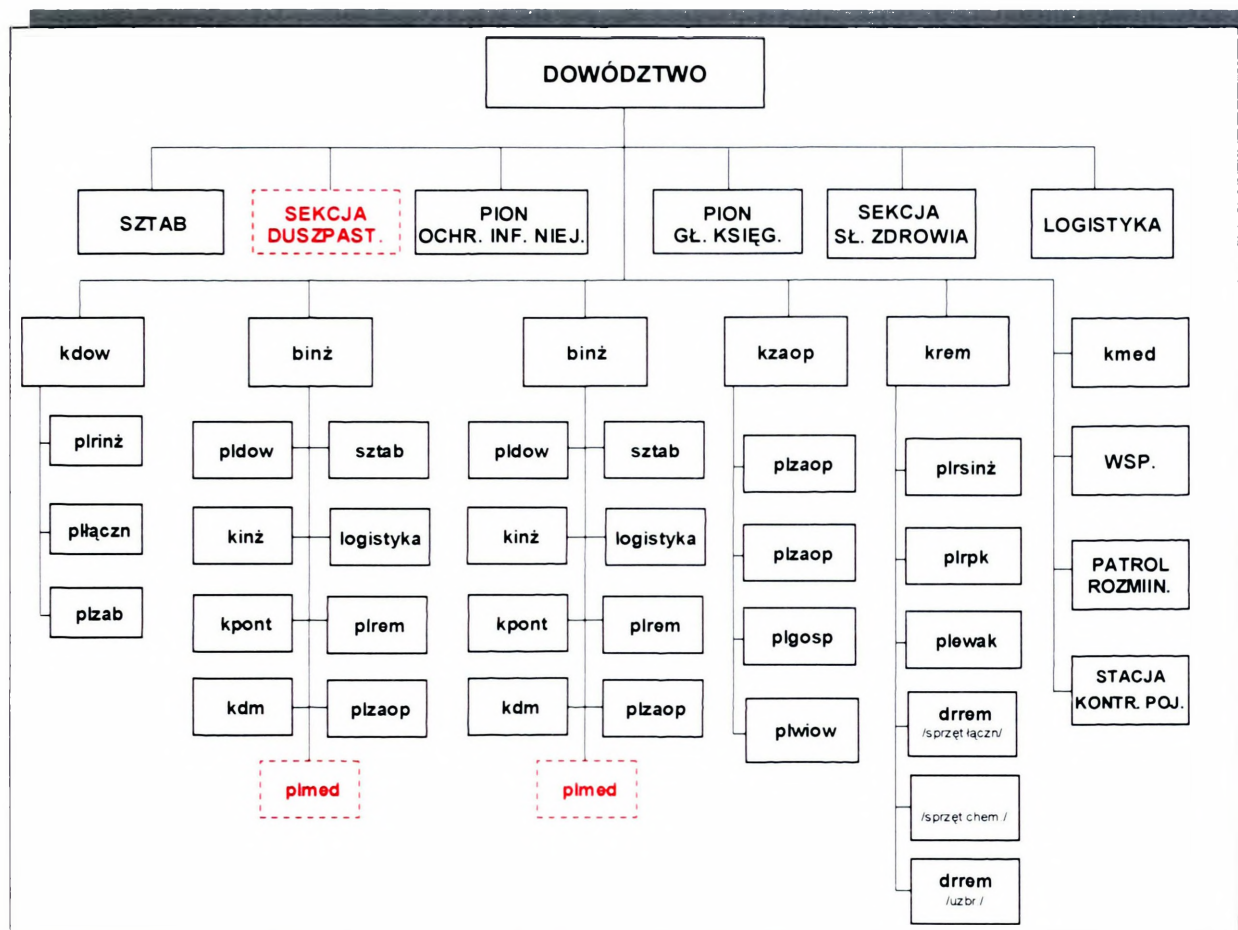 DOWÓDZTWO
SZTAB
SEKCJA
DUSZPAST.
PION
OCHR. INF. NIEJ.
PION
GŁ. KSIĘG.
SEKCJA
SŁ. ZDROWIA
LOGISTYKA
kdow
binż
binż
kzaop
krem
kmed
plrinż
płłączn
plzab
pldow
sztab
kinż
logistyka
kpont
plrem
kdm
plzaop
plmed
pldow
sztab
kinż
logistyka
kpont
plrem
kdm
plzaop
plmed
plzaop
plzaop
plgosp
plwiow
plrsinż
plrpk
plewak
drrem
/sprzęt łączn/
/sprzęt chem./
drrem
/uzbr./
WSP.
PATROL
ROZMIIN.
STACJA
KONTR. POJ.